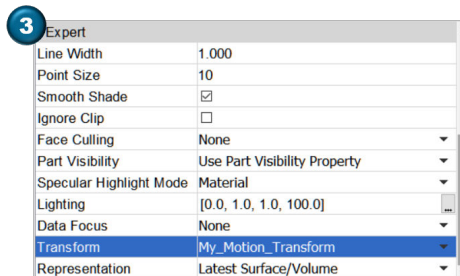 3
Expert
Line Width 1.000
Point Size 10
Smooth Shade
Ignore Clip
Face Culling None
Part Visibility Use Part Visibility Property
Specular Highlight Mode Material
Lighting [0.0, 1.0, 1.0, 100.0] ...
Data Focus None
Transform My_Motion_Transform
Representation Latest Surface/Volume